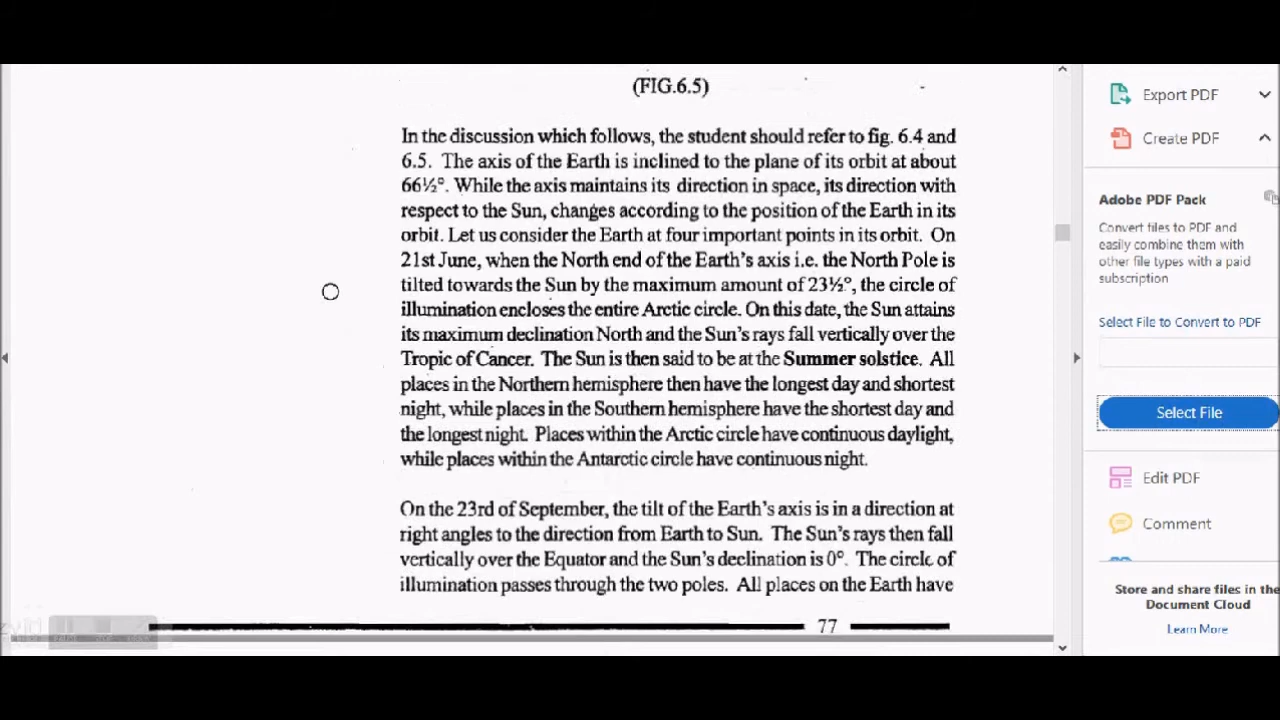 (FIG.6.5)
In the discussion which follows, the student should refer to fig. 6.4 and
6.5. The axis of the Earth is inclined to the plane of its orbit at about
66½°. While the axis maintains its direction in space, its direction with
respect to the Sun, changes according to the position of the Earth in its
orbit. Let us consider the Earth at four important points in its orbit. On
21st June, when the North end of the Earth's axis i.e. the North Pole is
tilted towards the Sun by the maximum amount of 23½°, the circle of
illumination encloses the entire Arctic circle. On this date, the Sun attains
its maximum declination North and the Sun's rays fall vertically over the
Tropic of Cancer. The Sun is then said to be at the Summer solstice. All
places in the Northern hemisphere then have the longest day and shortest
night, while places in the Southern hemisphere have the shortest day and
the longest night. Places within the Arctic circle have continuous daylight,
while places within the Antarctic circle have continuous night.
On the 23rd of September, the tilt of the Earth's axis is in a direction at
right angles to the direction from Earth to Sun. The Sun's rays then fall
vertically over the Equator and the Sun's declination is 0°. The circle of
illumination passes through the two poles. All places on the Earth have
77
Export PDF
Create PDF
Adobe PDF Pack
Convert files to PDF and
easily combine them with
other file types with a paid
subscription
Select File to Convert to PDF
Select File
Edit PDF
Comment
Store and share files in the
Document Cloud
Learn More